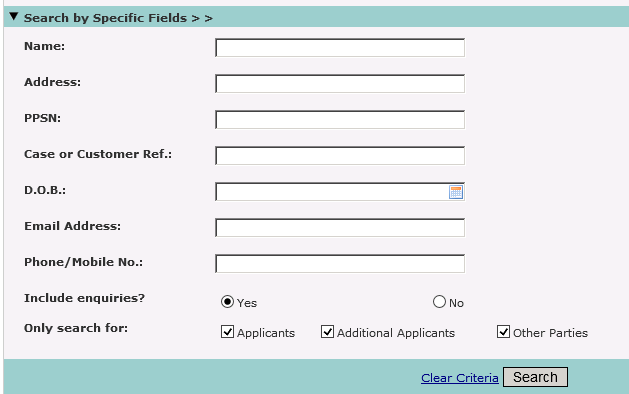 Search by Specific Fields > >
Name:
Address:
PPSN:
Case or Customer Ref.:
D.O.B.:
Email Address:
Phone/Mobile No.:
Include enquiries? Yes No
Only search for: Applicants Additional Applicants Other Parties
Clear Criteria Search